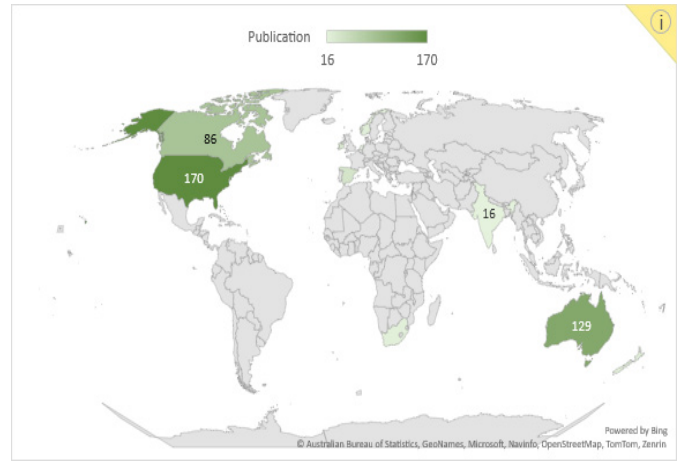 i
Publication
16 170
86
170
16
129
Powered by Bing
© Australian Bureau of Statistics, GeoNames, Microsoft, Navinfo, OpenStreetMap, TomTom, Zenrin